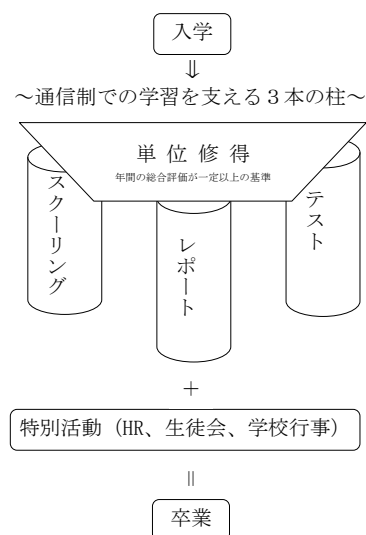 入学
⇓
～通信制での学習を支える３本の柱～
単位修得
年間の総合評価が一定以上の基準
スクーリング
レポート
テスト
＋
特別活動（HR、生徒会、学校行事）
॥
卒業